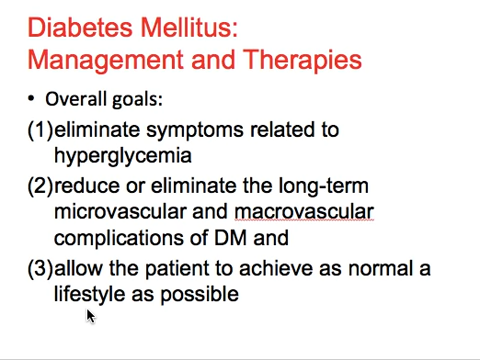 Diabetes Mellitus:
Management and Therapies
• Overall goals:
(1)eliminate symptoms related to
hyperglycemia
(2)reduce or eliminate the long-term
microvascular and macrovascular
complications of DM and
(3)allow the patient to achieve as normal a
lifestyle as possible